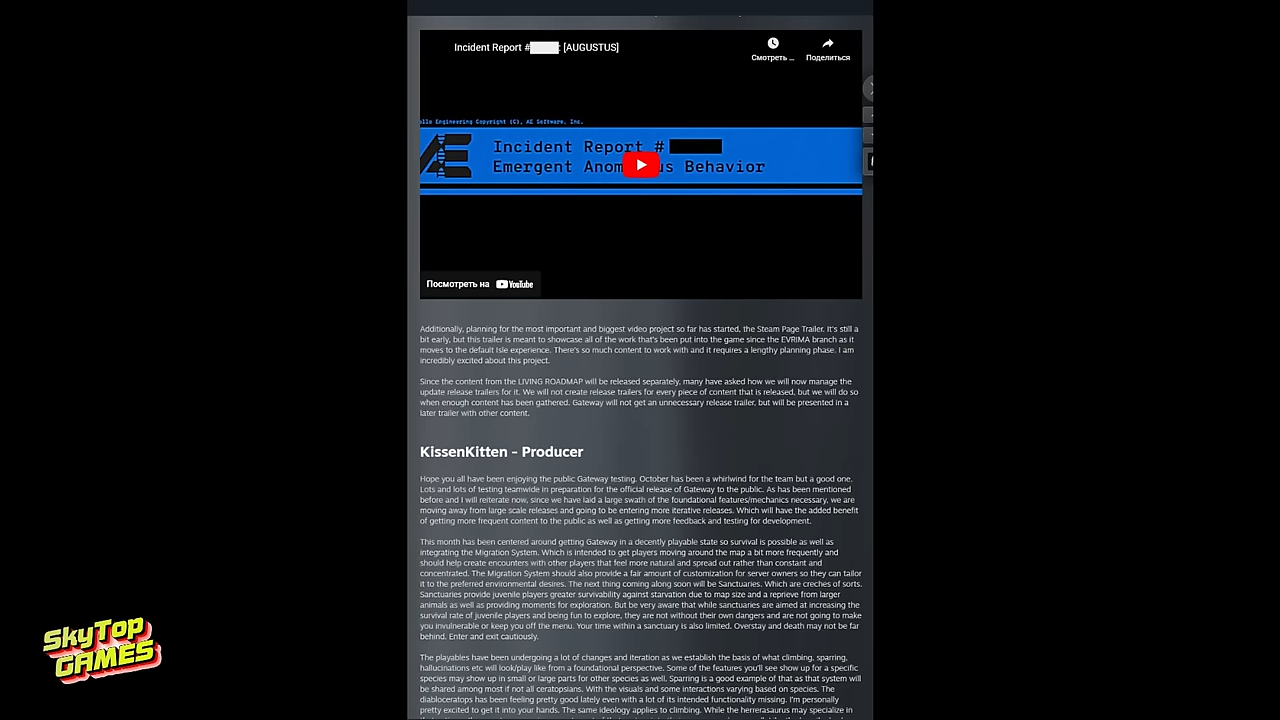 Incident Report # : [AUGUSTUS]
Смотреть ...
Поделиться
Engineering Copyright (C), AE Software, Inc.
Incident Report #
Emergent Behavior
Посмотреть на YouTube
Additionally, planning for the most important and biggest video project so far has started, the Steam Page Trailer. It's still a
bit early, but this trailer is meant to showcase all of the work that's been put into the game since the EVRIMA branch as it
moves to the default Isle experience. There's so much content to work with and it requires a lengthy planning phase. I am
incredibly excited about this project.
Since the content from the LIVING ROADMAP will be released separately, many have asked how we will now manage the
update release trailers for it. We will not create release trailers for every piece of content that is released, but we will do so
when enough content has been gathered. Gateway will not get an unnecessary release trailer, but will be presented in a
later trailer with other content.
KissenKitten - Producer
Hope you all have been enjoying the public Gateway testing. October has been a whirlwind for the team but a good one.
Lots and lots of testing teamwide in preparation for the official release of Gateway to the public. As has been mentioned
before and I will reiterate now, since we have laid a large swath of the foundational features/mechanics necessary, we are
moving away from large scale releases and going to be entering more iterative releases. Which will have the added benefit
of getting more frequent content to the public as well as getting more feedback and testing for development.
This month has been centered around getting Gateway in a decently playable state so survival is possible as well as
integrating the Migration System. Which is intended to get players moving around the map a bit more frequently and
should help create encounters with other players that feel more natural and spread out rather than constant and
concentrated. The Migration System should also provide a fair amount of customization for server owners so they can tailor
it to the preferred environmental desires. The next thing coming along soon will be Sanctuaries. Which are creches of sorts.
Sanctuaries provide juvenile players greater survivability against starvation due to map size and a reprieve from larger
animals as well as providing moments for exploration. But be very aware that while sanctuaries are aimed at increasing the
survival rate of juvenile players and being fun to explore, they are not without their own dangers and are not going to make
you invulnerable or keep you off the menu. Your time within a sanctuary is also limited. Overstay and death may not be far
behind. Enter and exit cautiously.
The playables have been undergoing a lot of changes and iteration as we establish the basis of what climbing, sparring,
hallucinations etc will look/play like from a foundational perspective. Some of the features you'll see show up for a specific
species may show up in small or large parts for other species as well. Sparring is a good example of that as that system will
be shared among most if not all ceratopsians. With the visuals and some interactions varying based on species. The
diabloceratops has been feeling pretty good lately even with a lot of its intended functionality missing. I'm personally
pretty excited to get it into your hands. The same ideology applies to climbing. While the herrerasaurus may specialize in
SkyTop
GAMES